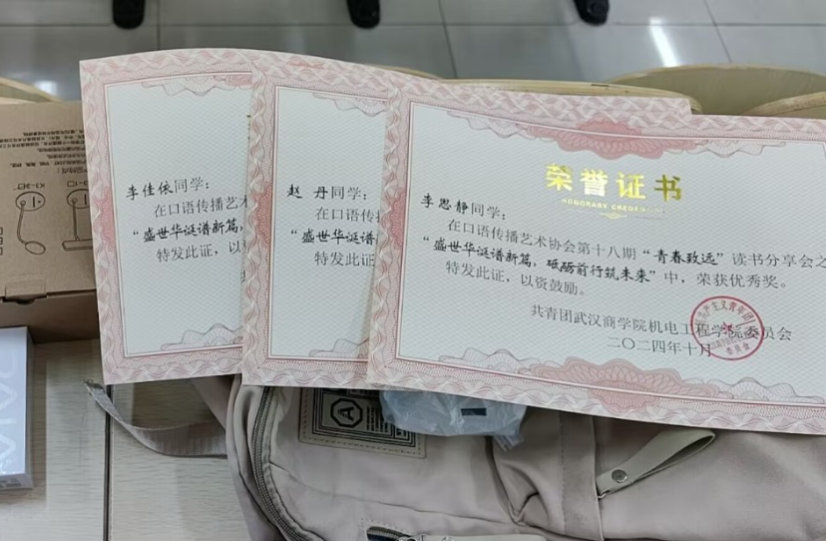 李佳依同学：
在口语传播艺术
“盛世华诞谱新篇，
特发此证，以资
赵 丹同学：
在口语传
“盛世华诞谱
特发此证
荣誉证书
李思静同学：
在口语传播艺术协会第十八期“青春致远”读书分享会之
“盛世华诞谱新篇，砥砺前行筑未来”中，荣获优秀奖。
特发此证，以资鼓励。
共青团武汉商学院机电工程学院委员会
二〇二四年十月